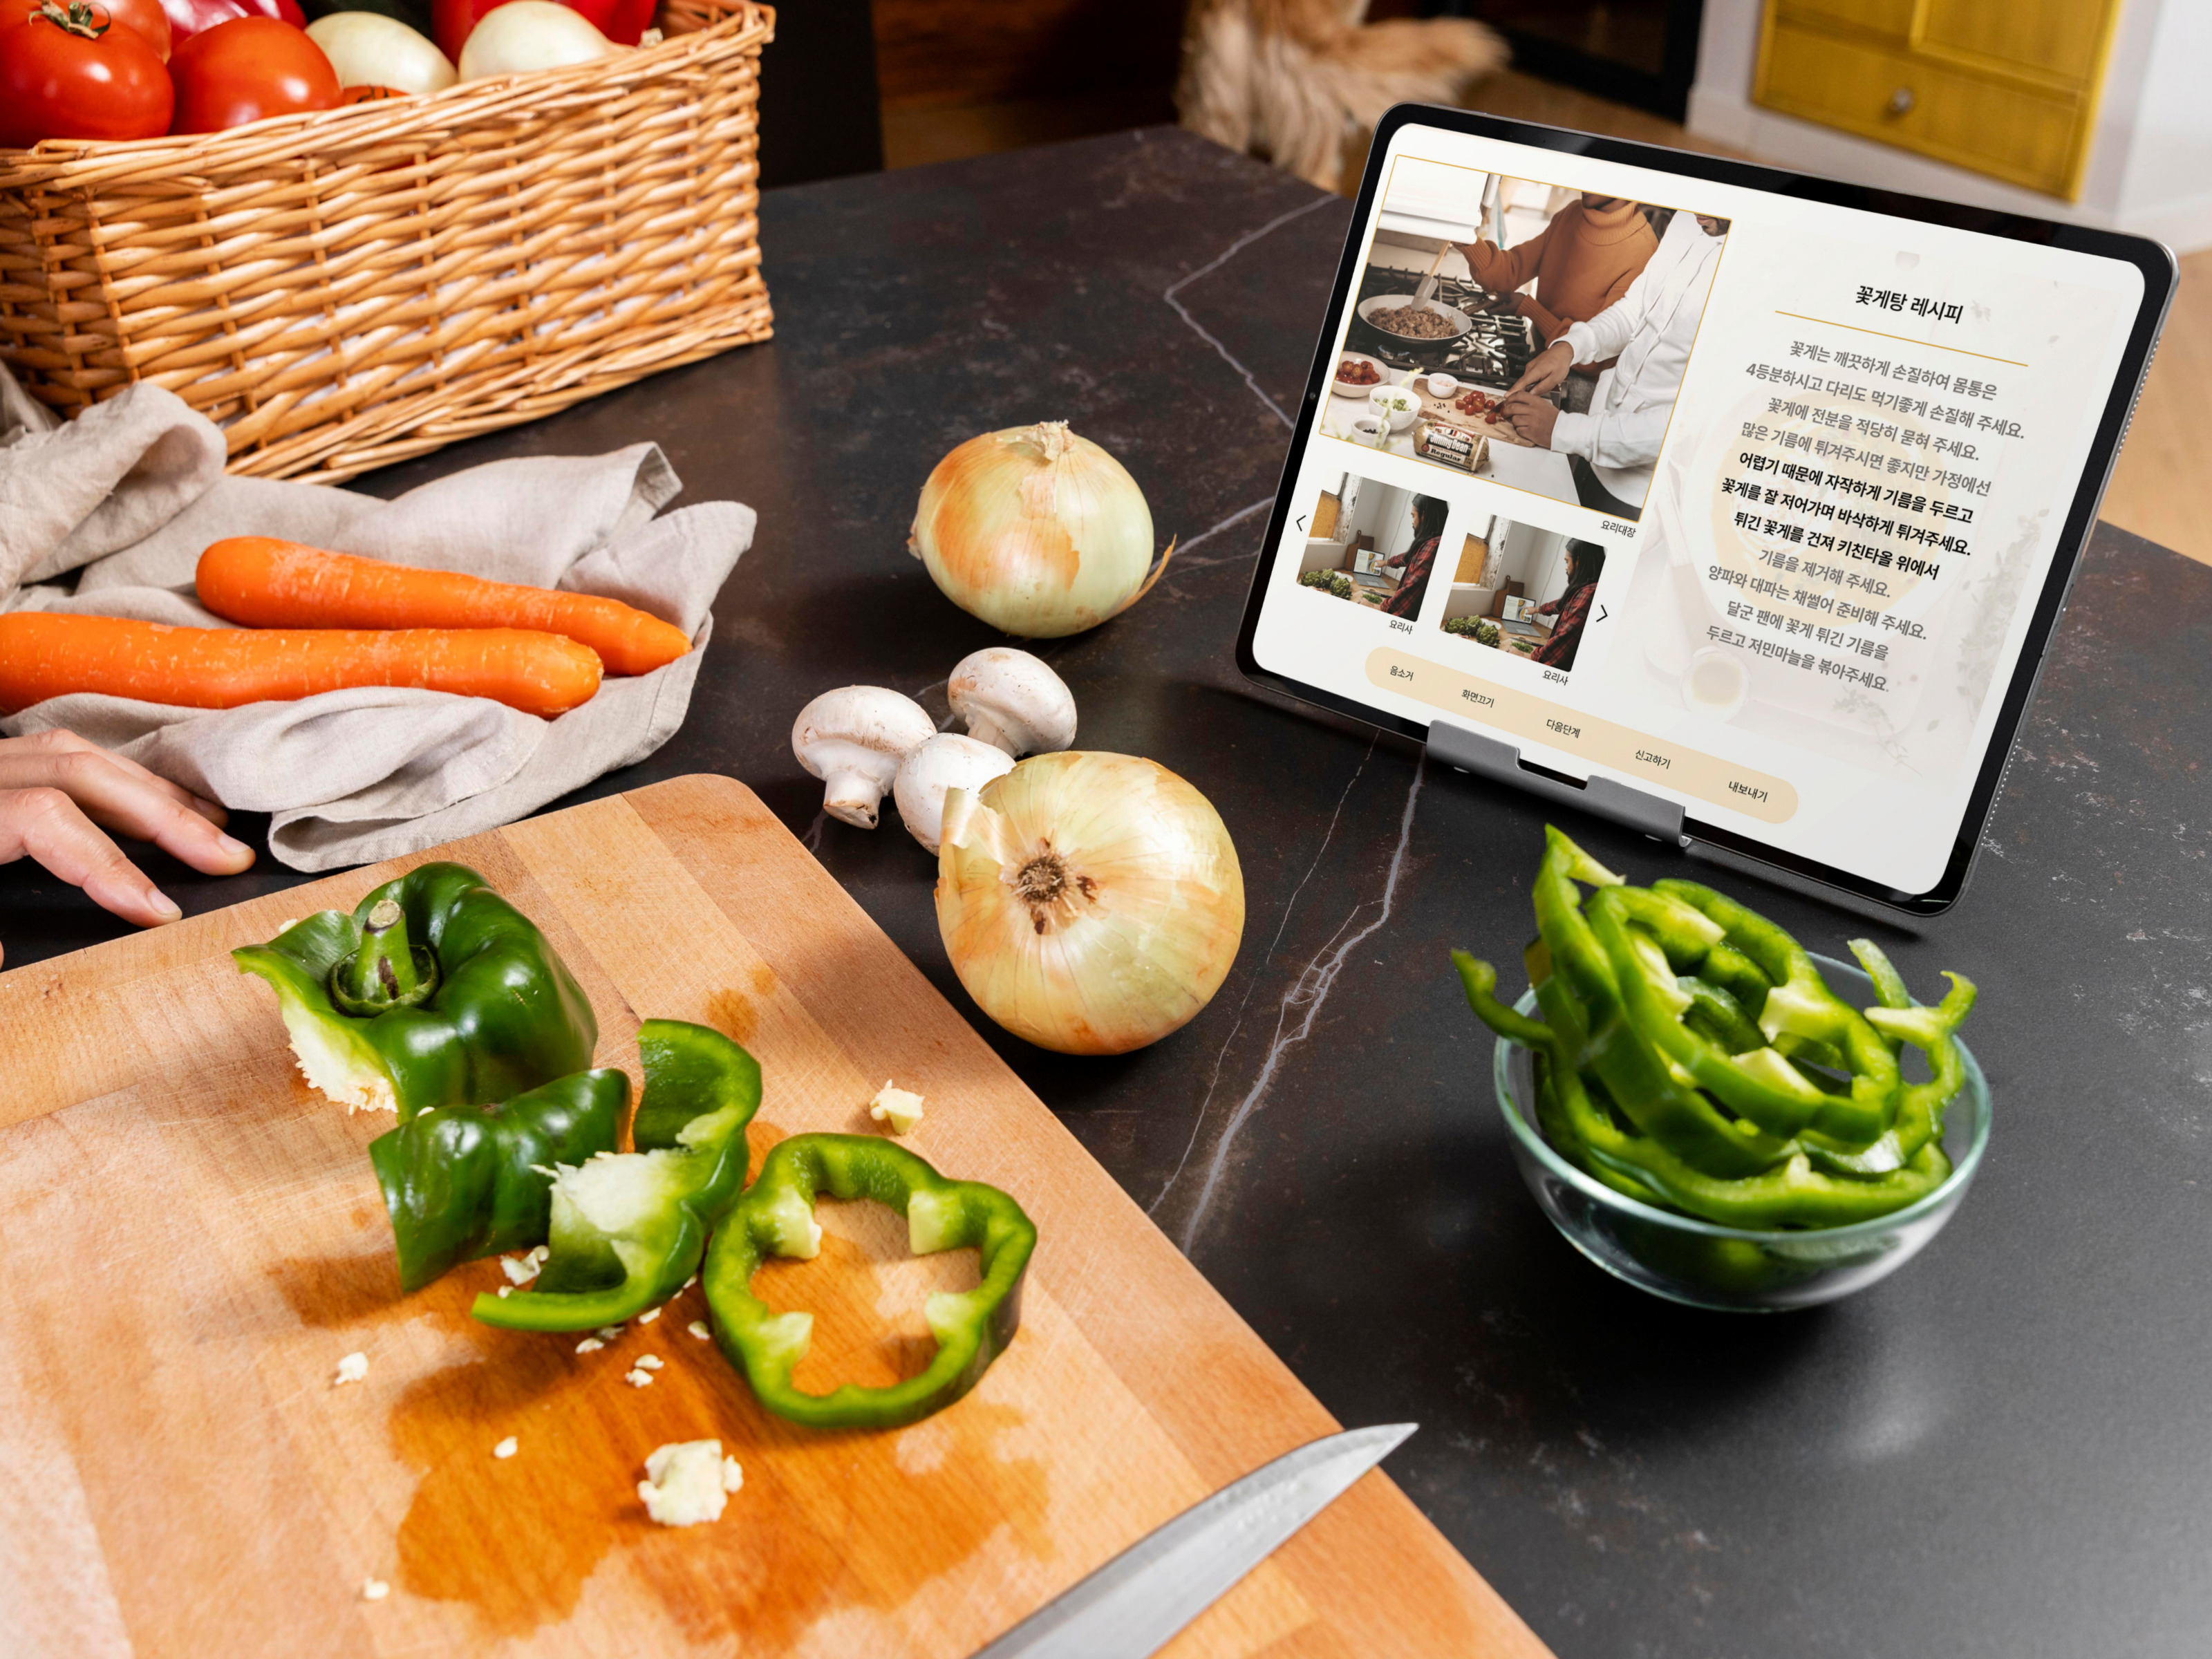 꽃게탕 레시피
꽃게는 깨끗하게 손질하여 몸통은
4등분하시고 다리도 먹기좋게 손질해 주세요.
꽃게에 전분을 적당히 묻혀 주세요.
많은 기름에 튀겨주시면 좋지만 가정에선
어렵기 때문에 자작하게 기름을 두르고
꽃게를 잘 저어가며 바삭하게 튀겨주세요.
튀긴 꽃게를 건져 키친타올 위에서
기름을 제거해 주세요.
양파와 대파는 채썰어 준비해 주세요.
달군 팬에 꽃게 튀긴 기름을
두르고 저민마늘을 볶아주세요.
Jimmy Dean
Regular
요리대장
요리사
요리사
음소거
화면끄기
다음단계
신고하기
내보내기